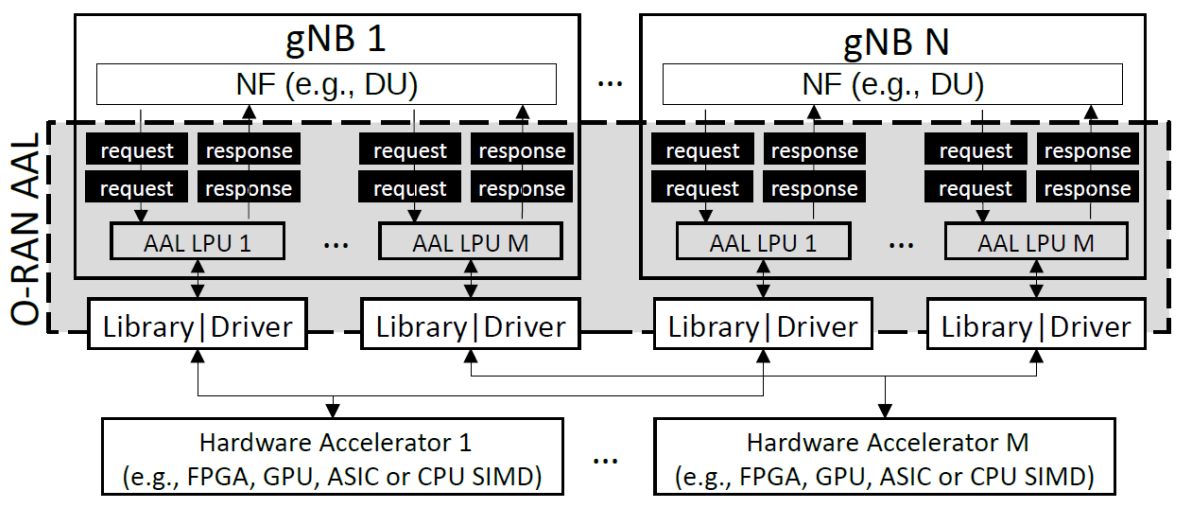 O-RAN AAL
gNB 1
NF (e.g., DU)
request response request response
request response request response
AAL LPU 1 ... AAL LPU M
Library|Driver Library|Driver
...
gNB N
NF (e.g., DU)
request response request response
request response request response
AAL LPU 1 ... AAL LPU M
Library|Driver Library|Driver
Hardware Accelerator 1
(e.g., FPGA, GPU, ASIC or CPU SIMD)
...
Hardware Accelerator M
(e.g., FPGA, GPU, ASIC or CPU SIMD)